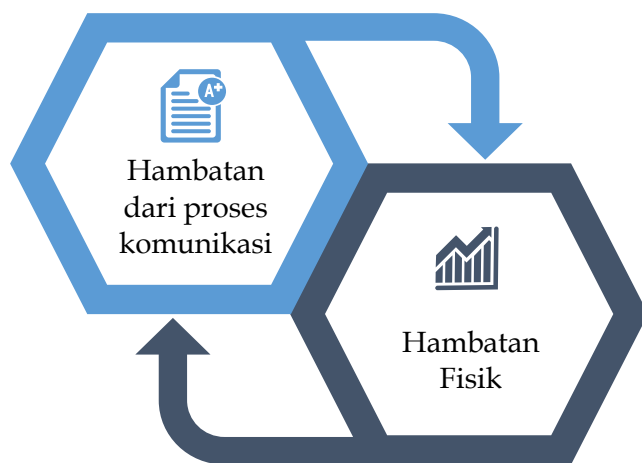 A+
Hambatan
dari proses
komunikasi
Hambatan
Fisik